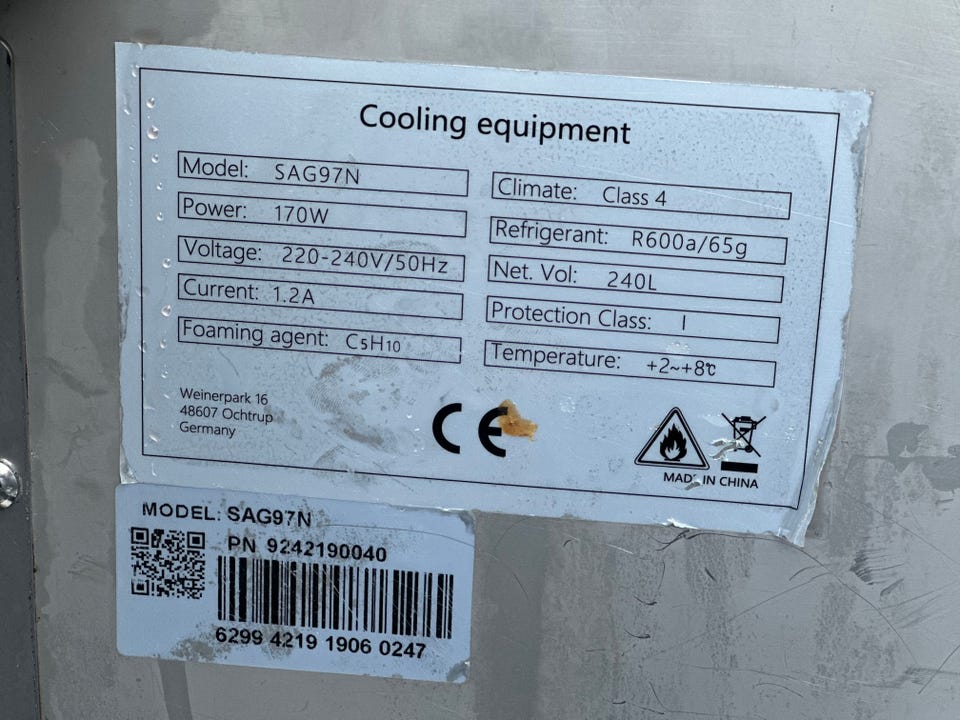 Cooling equipment
Model: SAG97N
Power: 170W
Voltage: 220-240V/50Hz
Current: 1.2A
Foaming agent: C5H10
Climate: Class 4
Refrigerant: R600a/65g
Net. Vol: 240L
Protection Class: I
Temperature: +2~+8℃
Weinerpark 16
48607 Ochtrup
Germany
CE
MADE IN CHINA
MODEL: SAG97N
PN 9242190040
6299 4219 1906 0247